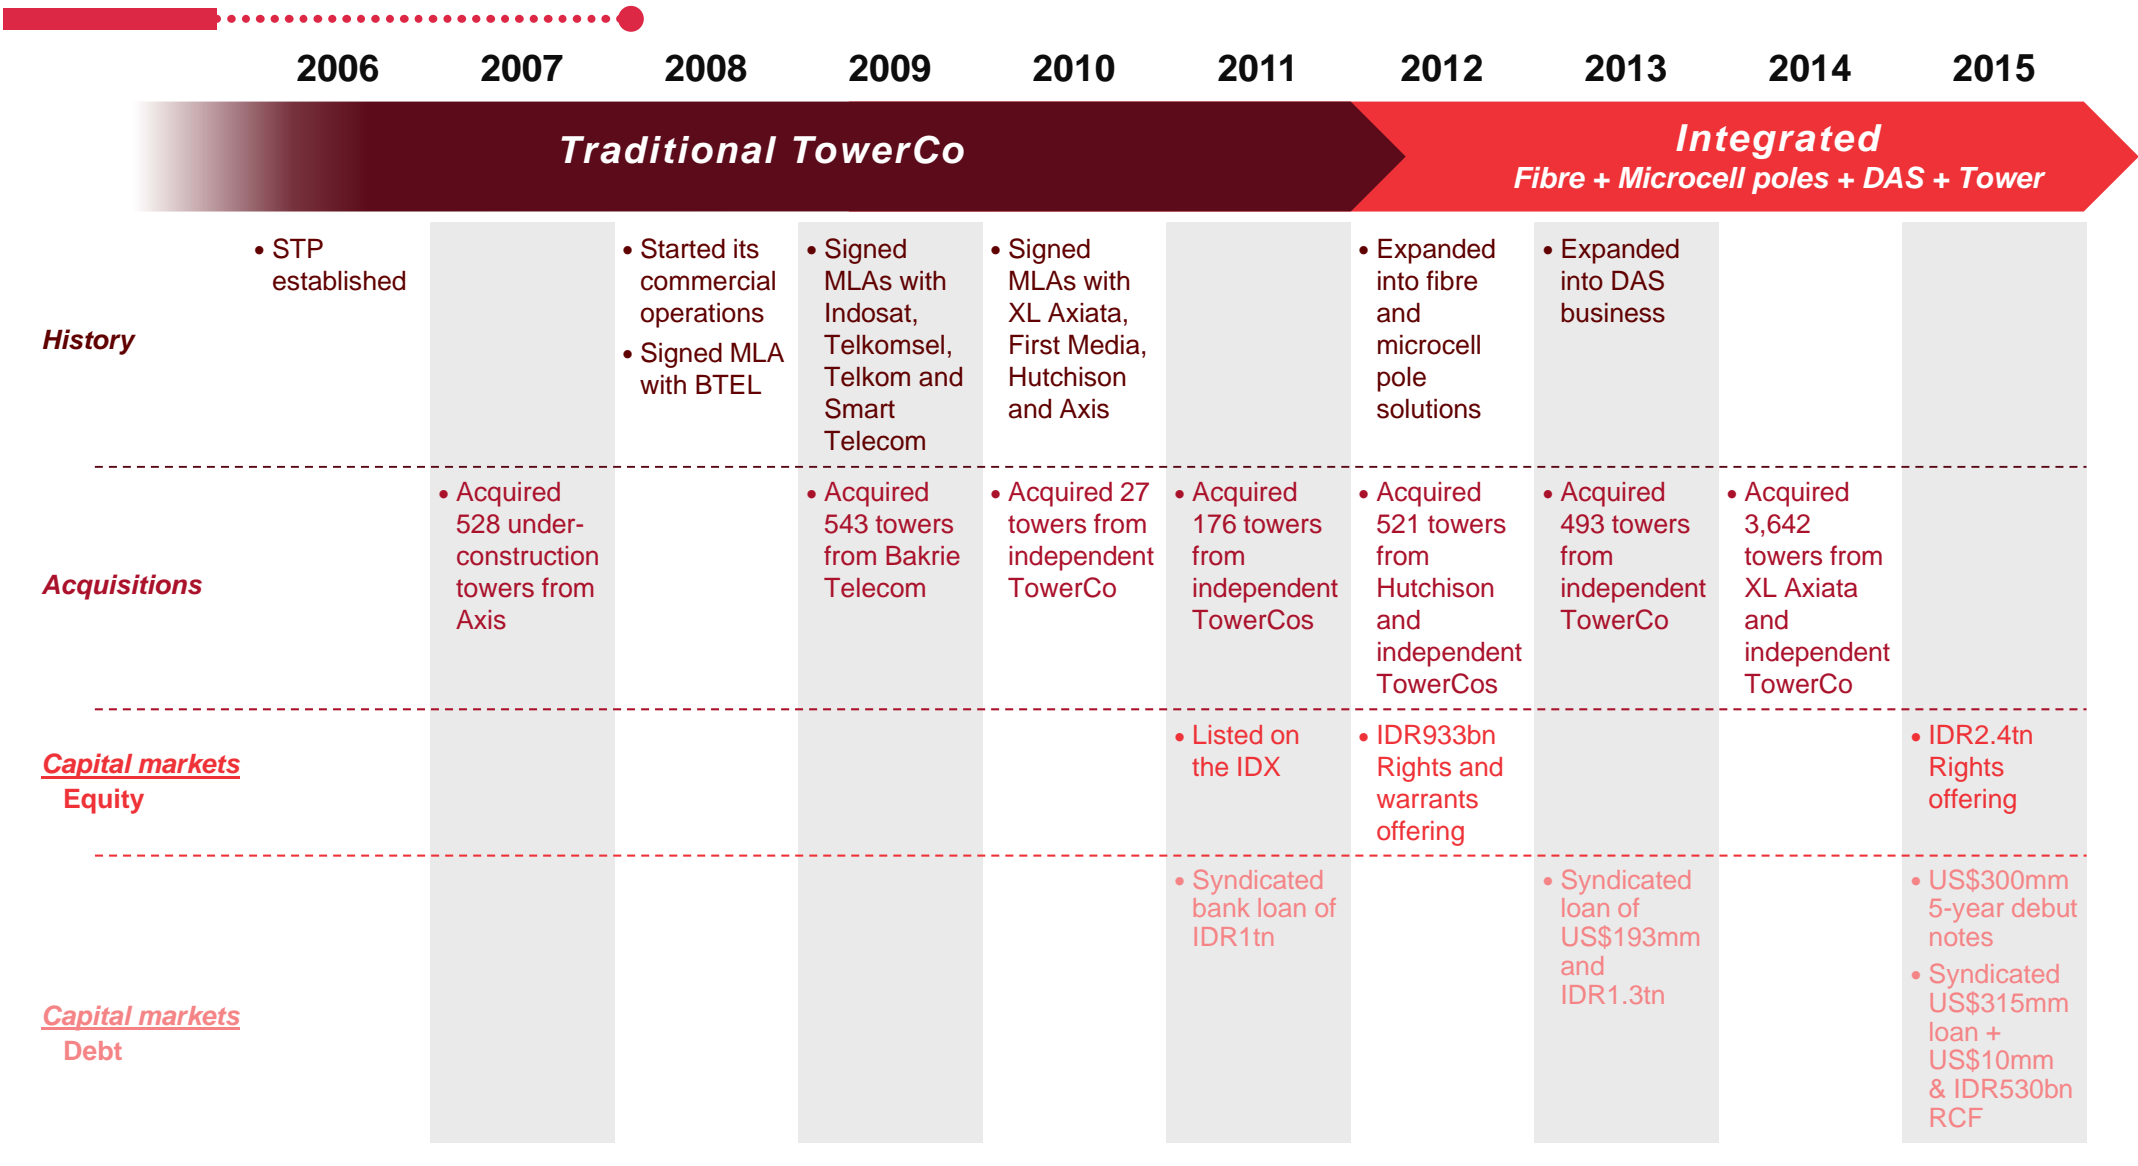 2006 2007 2008 2009 2010 2011 2012 2013 2014 2015
Traditional TowerCo
Integrated
Fibre + Microcell poles + DAS + Tower
History
• STP
established
• Started its
commercial
operations
• Signed MLA
with BTEL
• Signed
MLAs with
Indosat,
Telkomsel,
Telkom and
Smart
Telecom
• Signed
MLAs with
XL Axiata,
First Media,
Hutchison
and Axis
• Expanded
into fibre
and
microcell
pole
solutions
• Expanded
into DAS
business
Acquisitions
• Acquired
528 under-
construction
towers from
Axis
• Acquired
543 towers
from Bakrie
Telecom
• Acquired 27
towers from
independent
TowerCo
• Acquired
176 towers
from
independent
TowerCos
• Acquired
521 towers
from
Hutchison
and
independent
TowerCos
• Acquired
493 towers
from
independent
TowerCo
• Acquired
3,642
towers from
XL Axiata
and
independent
TowerCo
Capital markets
Equity
• Listed on
the IDX
• IDR933bn
Rights and
warrants
offering
• IDR2.4tn
Rights
offering
Capital markets
Debt
• Syndicated
bank loan of
IDR1tn
• Syndicated
loan of
US$193mm
and
IDR1.3tn
• US$300mm
5-year debut
notes
• Syndicated
US$315mm
loan +
US$10mm
& IDR530bn
RCF